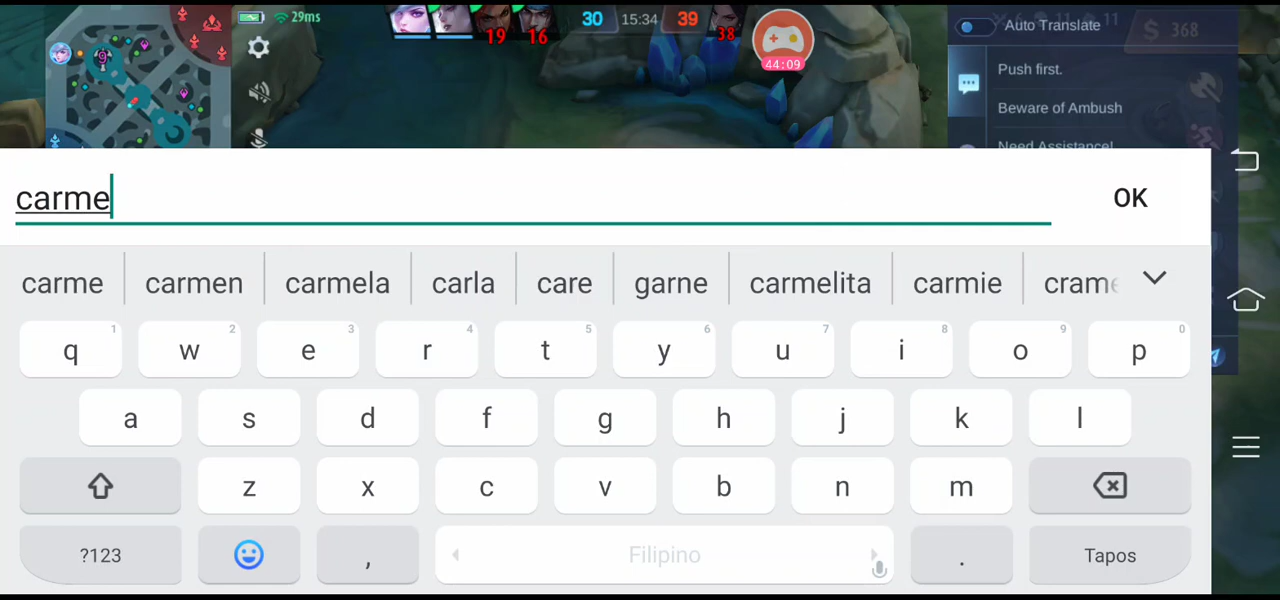 29ms
19
16
30
15:34
39
38
44:09
Auto Translate
$ 368
Push first.
Beware of Ambush
Need Assistance!
carme
OK
carme carmen carmela carla care garne carmelita carmie crame
q 1 w 2 e 3 r 4 t 5 y 6 u 7 i 8 o 9 p 0
a s d f g h j k l
z x c v b n m
?123 , Filipino . Tapos